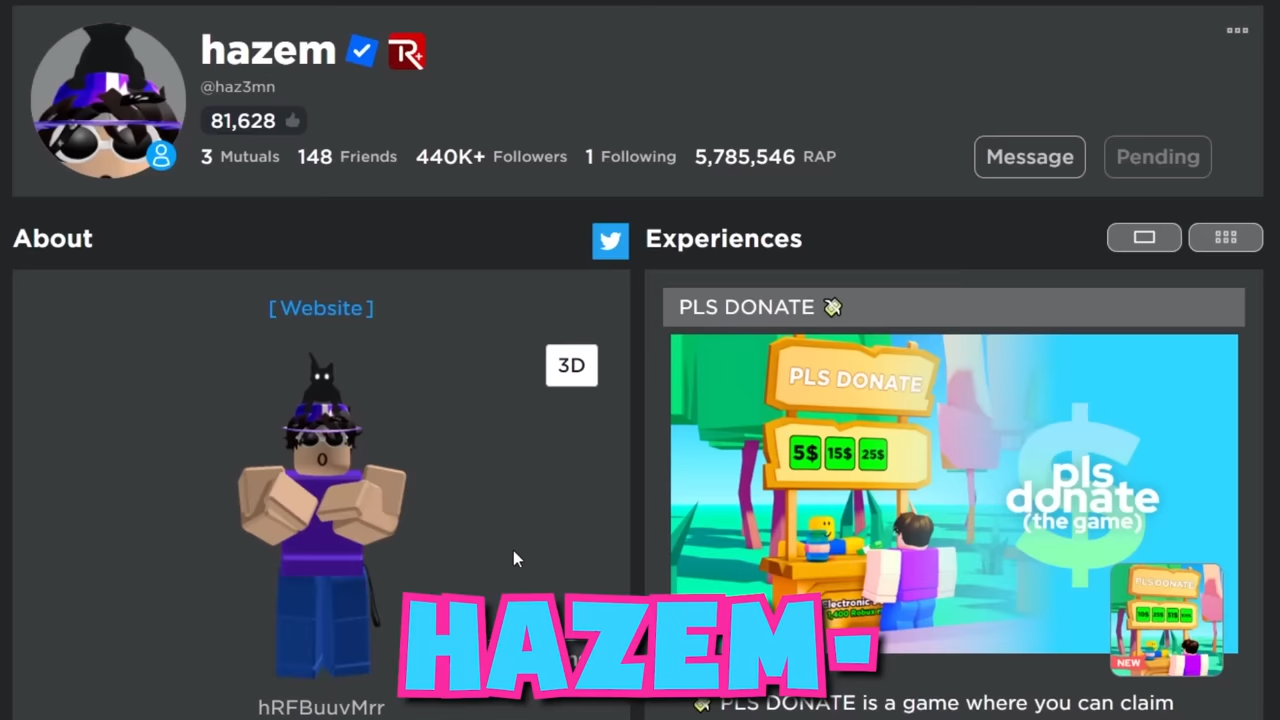 hazem
@haz3mn
81,628
3 Mutuals 148 Friends 440K+ Followers 1 Following 5,785,546 RAP
Message
Pending
About
Experiences
[ Website ]
3D
PLS DONATE 💸
PLS DONATE
5$ 15$ 25$
pls
donate
(the game)
PLS DONATE
NEW
HAZEM-
hRFBuuvMrr
💸 PLS DONATE is a game where you can claim